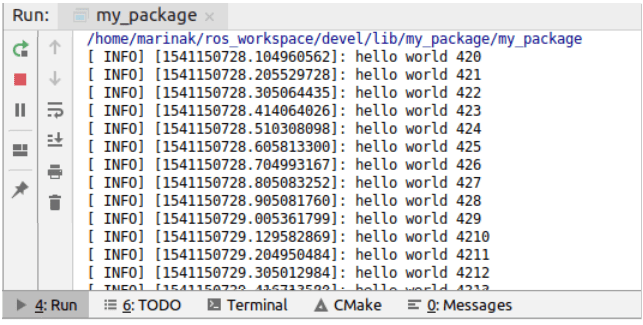 Run: my_package ×
/home/marinak/ros_workspace/devel/lib/my_package/my_package
[ INFO] [1541150728.104960562]: hello world 420
[ INFO] [1541150728.205529728]: hello world 421
[ INFO] [1541150728.305064435]: hello world 422
[ INFO] [1541150728.414064026]: hello world 423
[ INFO] [1541150728.510308098]: hello world 424
[ INFO] [1541150728.605813300]: hello world 425
[ INFO] [1541150728.704993167]: hello world 426
[ INFO] [1541150728.805083252]: hello world 427
[ INFO] [1541150728.905081760]: hello world 428
[ INFO] [1541150729.005361799]: hello world 429
[ INFO] [1541150729.129582869]: hello world 4210
[ INFO] [1541150729.204950484]: hello world 4211
[ INFO] [1541150729.305012984]: hello world 4212
[ INFO] hello world 4213
4: Run 6: TODO Terminal CMake 0: Messages